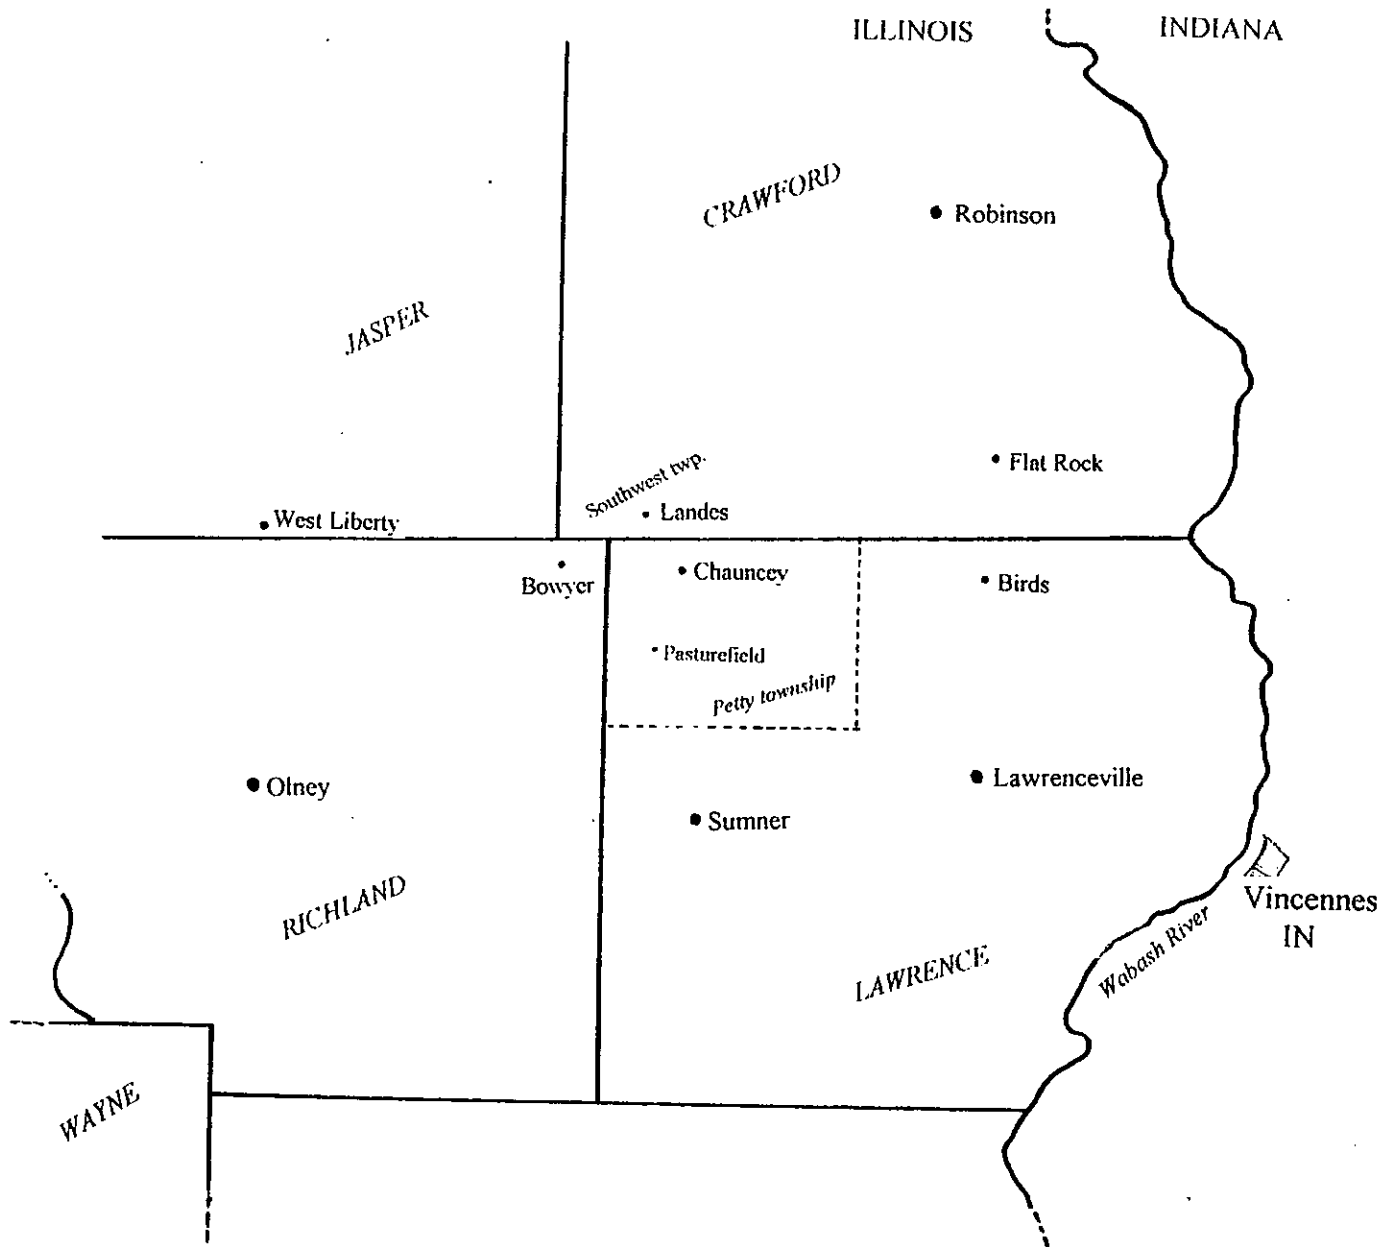 ILLINOIS
INDIANA
CRAWFORD
Robinson
JASPER
Flat Rock
Southwest twp.
Landes
West Liberty
Bowyer
Chauncey
Birds
Pasturefield
Petty township
Olney
Lawrenceville
Sumner
RICHLAND
Vincennes
IN
Wabash River
LAWRENCE
WAYNE